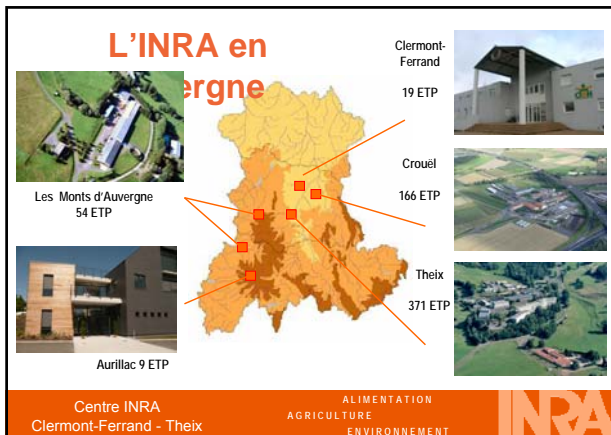 L'INRA en
ergne
Clermont-
Ferrand
19 ETP
Crouël
166 ETP
Les Monts d'Auvergne
54 ETP
Theix
371 ETP
Aurillac 9 ETP
Centre INRA
Clermont-Ferrand - Theix
ALIMENTATION
AGRICULTURE
ENVIRONNEMENT
INRA